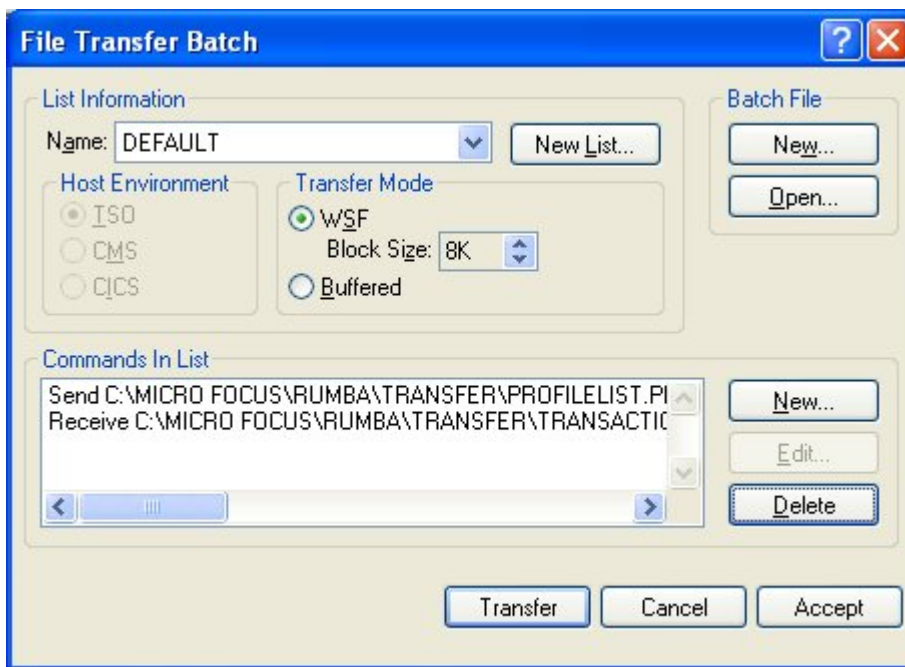 File Transfer Batch
List Information
Name: DEFAULT
New List...
Batch File
New...
Open...
Host Environment
TSO
CMS
CICS
Transfer Mode
WSF
Block Size: 8K
Buffered
Commands In List
Send C:\MICRO FOCUS\RUMBA\TRANSFER\PROFILELIST.P
Receive C:\MICRO FOCUS\RUMBA\TRANSFER\TRANSACTIO
New...
Edit...
Delete
Transfer
Cancel
Accept